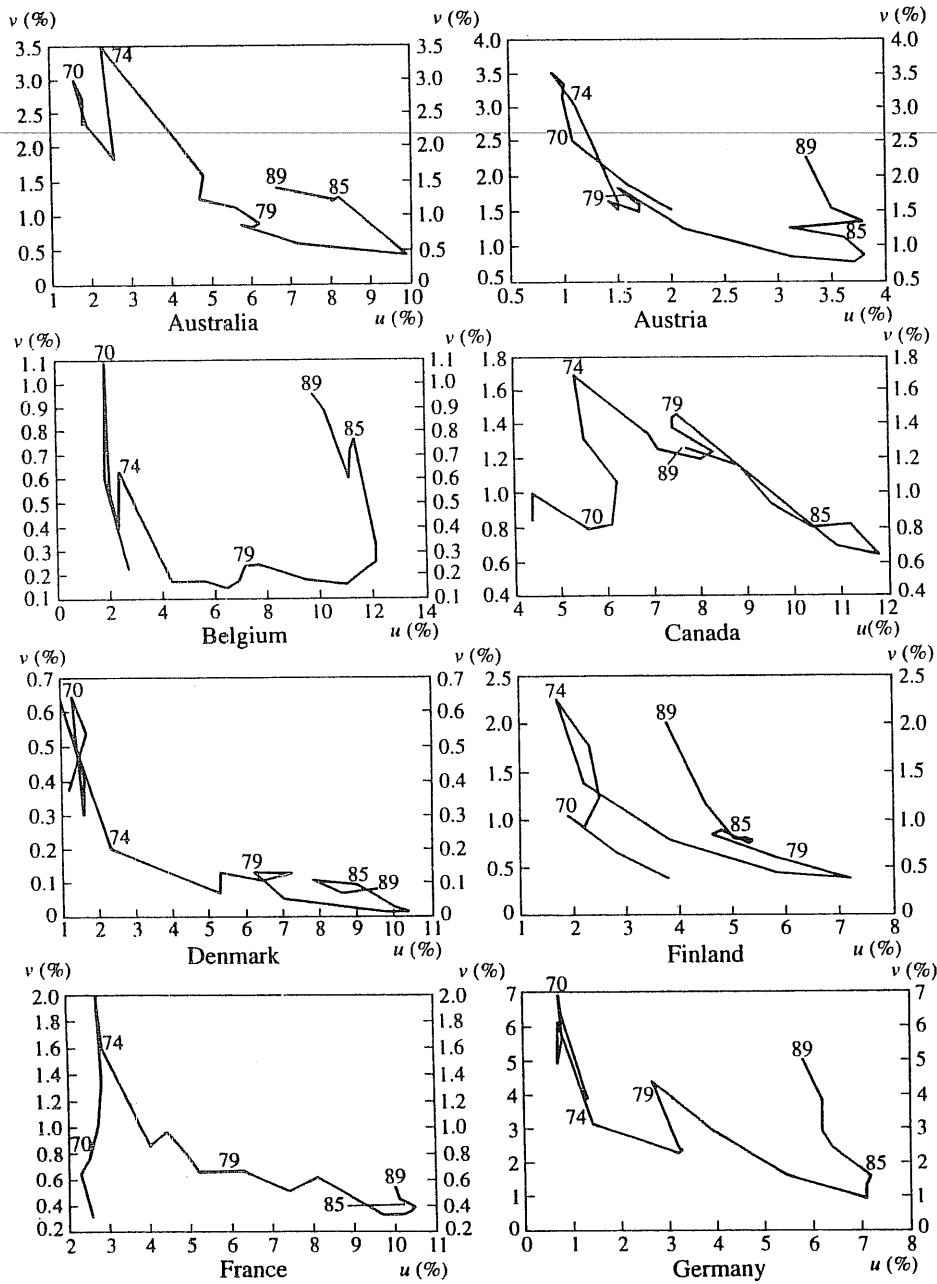 v (%) v (%)
3.5 3.5
74
70
3.0 3.0
2.5 2.5
2.0 2.0
1.5 89 85 1.5
1.0 79 1.0
0.5 0.5
0 0
1 2 3 4 5 6 7 8 9 10
Australia u (%)
v (%) v (%)
4.0 4.0
3.5 3.5
74
3.0 3.0
2.5 70 89 2.5
2.0 2.0
79
1.5 1.5
85
1.0 1.0
0.5 0.5
0.5 1 1.5 2 2.5 3 3.5 4
Austria u (%)
v (%) v (%)
70
1.1 1.1
1.0 89 1.0
0.9 0.9
0.8 85 0.8
0.7 0.7
74
0.6 0.6
0.5 0.5
0.4 0.4
0.3 79 0.3
0.2 0.2
0.1 0.1
0 2 4 6 8 10 12 14
Belgium u (%)
v (%) v (%)
1.8 1.8
74
1.6 1.6
79
1.4 1.4
1.2 89 1.2
1.0 1.0
0.8 70 85 0.8
0.6 0.6
0.4 0.4
4 5 6 7 8 9 10 11 12
Canada u(%)
v (%) v (%)
0.7 0.7
70
0.6 0.6
0.5 0.5
0.4 0.4
0.3 0.3
74
0.2 0.2
79 85 89
0.1 0.1
0 0
1 2 3 4 5 6 7 8 9 10 11
Denmark u (%)
v (%) v (%)
2.5 2.5
74
89
2.0 2.0
1.5 1.5
70
1.0 1.0
85
79
0.5 0.5
0 0
1 2 3 4 5 6 7 8
Finland u (%)
v (%) v (%)
2.0 2.0
1.8 1.8
1.6 74 1.6
1.4 1.4
1.2 1.2
1.0 1.0
70
0.8 0.8
79
0.6 89 0.6
0.4 85 0.4
0.2 0.2
2 3 4 5 6 7 8 9 10 11
France u (%)
v (%) v (%)
70
7 7
6 6
89
5 5
4 79 4
74
3 3
2 85 2
1 1
0 0
0 1 2 3 4 5 6 7 8
Germany u (%)